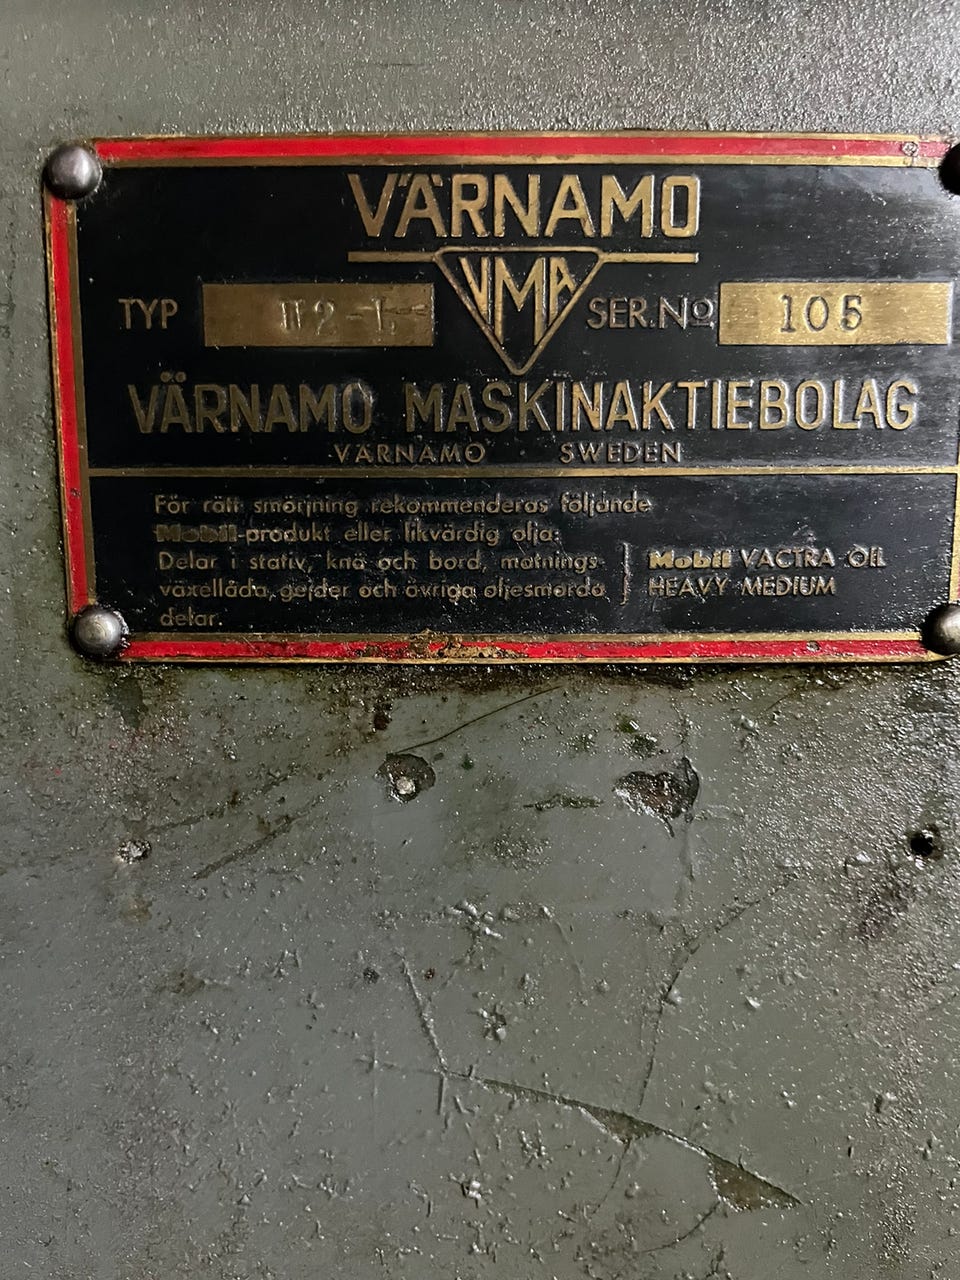 VÄRNAMO
VMA
TYP
SER. No 105
VÄRNAMO MASKINAKTIEBOLAG
VÄRNAMO · SWEDEN
För rätt smörjning rekommenderas följande
Mobil-produkt eller likvärdig olja:
Delar i stativ, knä och bord, matnings- Mobil VACTRA OIL
växellåda, gejder och övriga oljesmorda HEAVY MEDIUM
delar.